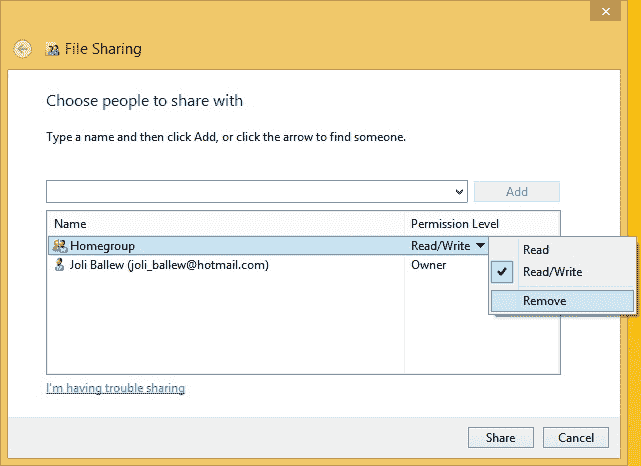 File Sharing
Choose people to share with
Type a name and then click Add, or click the arrow to find someone.
Add
Name Permission Level
Homegroup Read/Write
Read
Joli Ballew (joli_ballew@hotmail.com) Owner
Read/Write
Remove
I'm having trouble sharing
Share Cancel